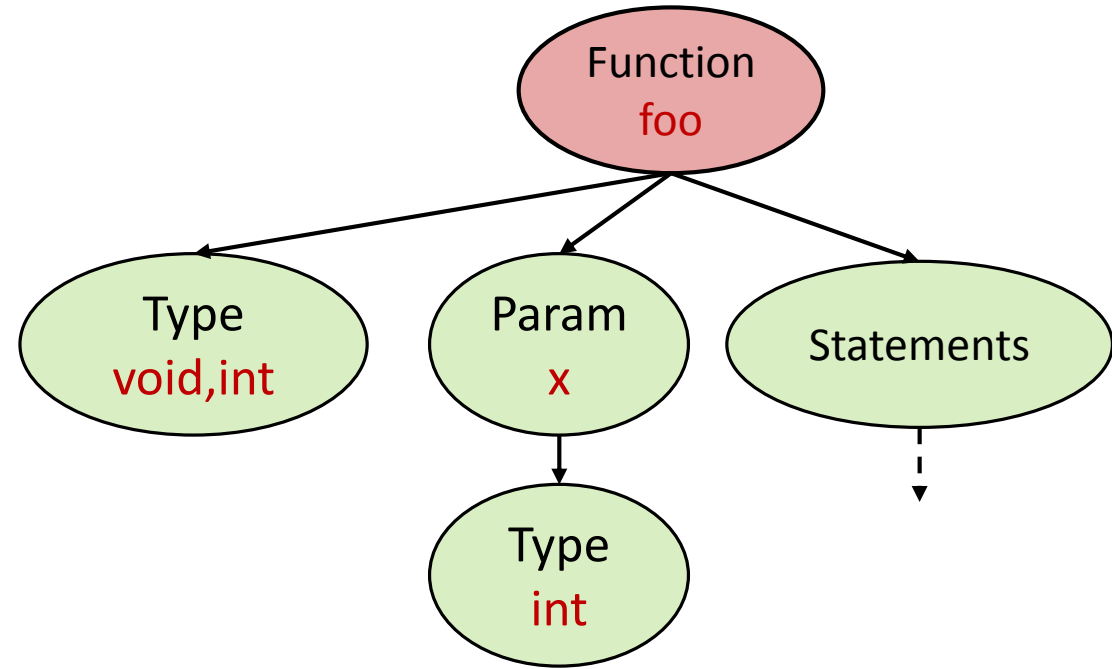 Function
foo
Type
void,int
Param
x
Statements
Type
int